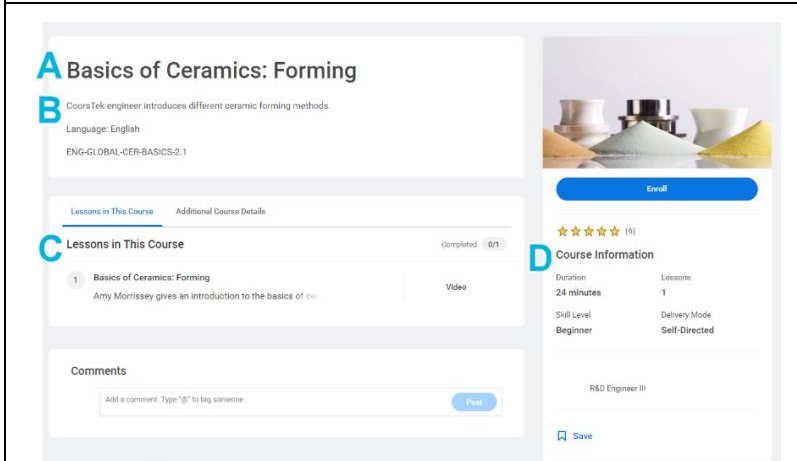 A Basics of Ceramics: Forming
B CoorsTek engineer introduces different ceramic forming methods.
Language: English
ENG-GLOBAL-CER-BASICS-2.1
Lessons in This Course Additional Course Details
C Lessons in This Course Completed 0/1
1 Basics of Ceramics: Forming
Amy Morrissey gives an introduction to the basics of cer
Video
Comments
Add a comment. Type "@" to tag someone. Post
Enroll
(6)
D Course Information
Duration Lessons
24 minutes 1
Skill Level Delivery Mode
Beginner Self-Directed
R&D Engineer III
Save